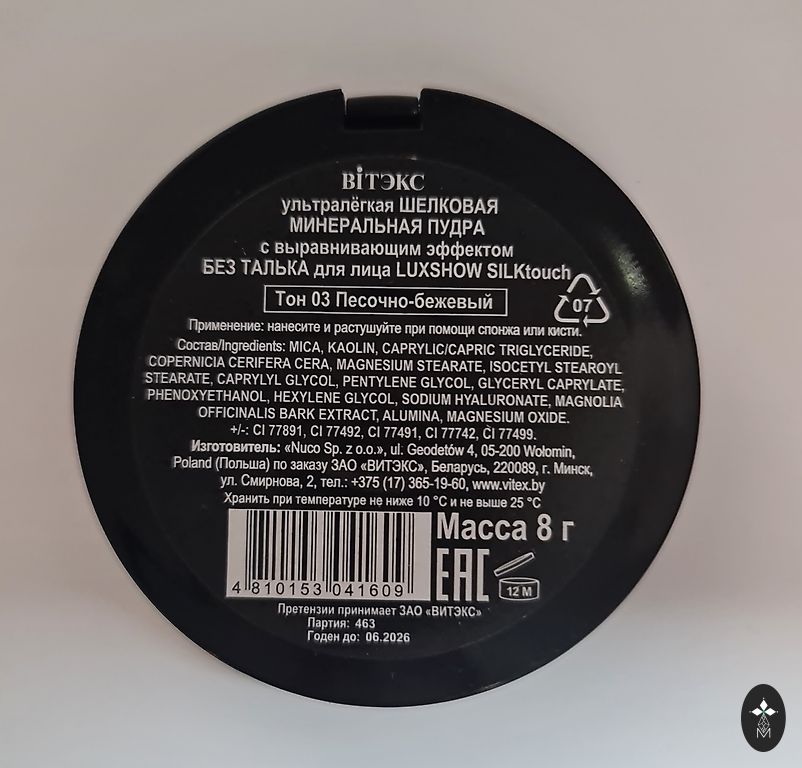 ВіТЭКС
ультралёгкая ШЕЛКОВАЯ
МИНЕРАЛЬНАЯ ПУДРА
с выравнивающим эффектом
БЕЗ ТАЛЬКА для лица LUXSHOW SILKtouch
Тон 03 Песочно-бежевый
07
Применение: нанесите и растушуйте при помощи спонжа или кисти.
Состав/Ingredients: MICA, KAOLIN, CAPRYLIC/CAPRIC TRIGLYCERIDE,
COPERNICIA CERIFERA CERA, MAGNESIUM STEARATE, ISOCETYL STEAROYL
STEARATE, CAPRYLYL GLYCOL, PENTYLENE GLYCOL, GLYCERYL CAPRYLATE,
PHENOXYETHANOL, HEXYLENE GLYCOL, SODIUM HYALURONATE, MAGNOLIA
OFFICINALIS BARK EXTRACT, ALUMINA, MAGNESIUM OXIDE.
+/-: CI 77891, CI 77492, CI 77491, CI 77742, CI 77499.
Изготовитель: «Nuco Sp. z o.o.», ul. Geodetów 4, 05-200 Wołomin,
Poland (Польша) по заказу ЗАО «ВИТЭКС», Беларусь, 220089, г. Минск,
ул. Смирнова, 2, тел.: +375 (17) 365-19-60, www.vitex.by
Хранить при температуре не ниже 10 °C и не выше 25 °C
Масса 8 г
4 810153 041609
EAC
12 M
Претензии принимает ЗАО «ВИТЭКС»
Партия: 463
Годен до: 06.2026
M